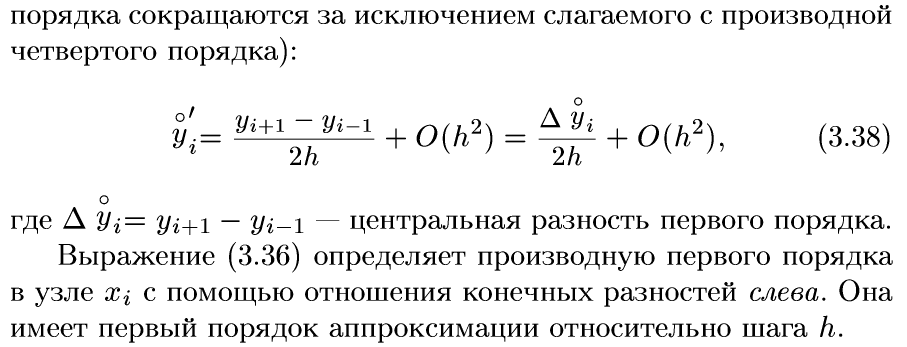 порядка сокращаются за исключением слагаемого с производной
четвертого порядка):
$\overset{\circ}{y}{}'_i = \frac{y_{i+1} - y_{i-1}}{2h} + O(h^2) = \frac{\Delta \overset{\circ}{y}_i}{2h} + O(h^2),$ (3.38)
где $\Delta \overset{\circ}{y}_i = y_{i+1} - y_{i-1}$ — центральная разность первого порядка.
Выражение (3.36) определяет производную первого порядка
в узле $x_i$ с помощью отношения конечных разностей слева. Она
имеет первый порядок аппроксимации относительно шага $h$.